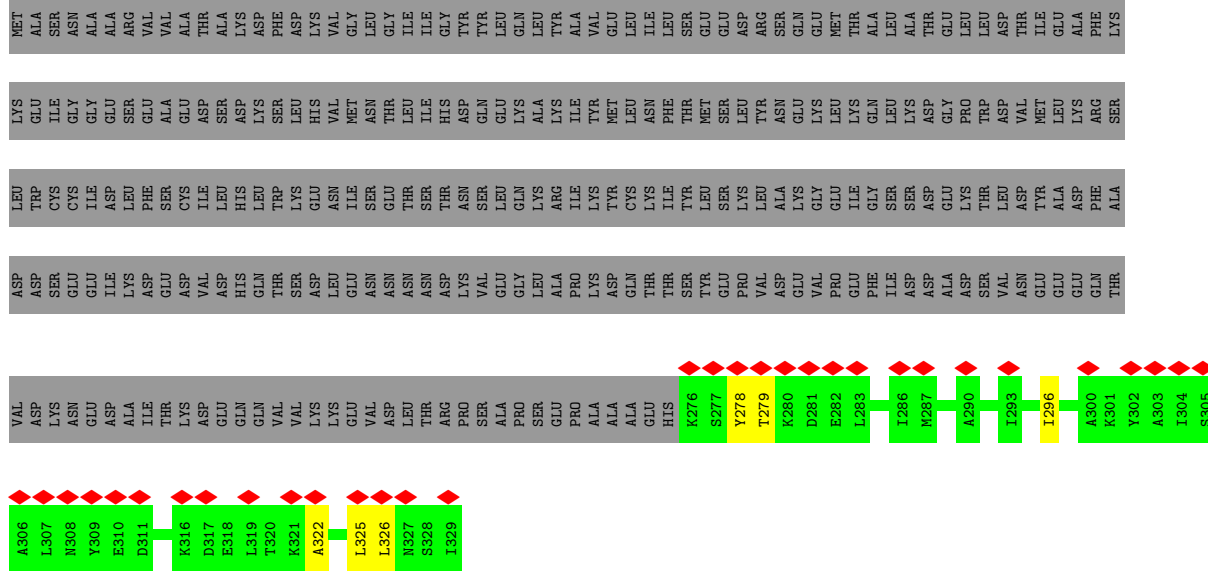 MET ALA SER ASN ALA ALA ARG VAL VAL ALA THR ALA LYS ASP PHE ASP LYS VAL GLY LEU GLY ILE ILE GLY TYR TYR LEU GLN LEU TYR ALA VAL GLU LEU ILE LEU SER GLU ASP ARG SER GLN GLU MET THR ALA LEU ALA THR GLU LEU LEU ASP THR ILE GLU ALA PHE LYS
LYS GLU ILE GLY GLY GLU SER GLU ALA GLU ASP SER ASP LYS SER LEU HIS VAL MET ASN THR LEU ILE HIS ASP GLN GLU LYS ALA LYS ILE TYR MET LEU ASN PHE THR MET SER LEU TYR ASN GLU LYS LEU LYS GLN LEU LYS ASP GLY PRO TRP ASP VAL MET LEU LYS ARG SER
LEU TRP CYS CYS ILE ASP LEU PHE SER CYS ILE LEU HIS LEU TRP LYS GLU ASN ILE SER GLU THR SER THR ASN SER LEU GLN LYS ARG ILE LYS TYR CYS LYS ILE TYR LEU SER LYS LEU ALA LYS GLY GLU ILE GLY SER SER ASP GLU LYS THR LEU ASP TYR ALA ASP PHE ALA
ASP ASP SER GLU GLU ILE LYS ASP GLU ASP VAL ASP HIS GLN THR SER ASP LEU GLU ASN ASN ASN ASN ASP LYS VAL GLU GLY LEU ALA PRO LYS ASP GLN THR THR SER TYR GLU PRO VAL ASP GLU VAL PRO GLU PHE ILE ASP ASP ALA ASP SER VAL ASN GLU GLU GLU GLN THR
VAL ASP LYS ASN GLU ASP ALA ILE THR LYS ASP GLU GLN GLN VAL VAL LYS LYS GLU VAL ASP LEU THR ARG PRO SER ALA PRO SER GLU PRO ALA ALA ALA GLU HIS K276 S277 Y278 T279 K280 D281 E282 L283 I286 M287 A290 I293 I296 A300 K301 Y302 A303 I304 S305
A306 L307 N308 Y309 E310 D311 K316 D317 E318 L319 T320 K321 A322 L325 L326 N327 S328 I329